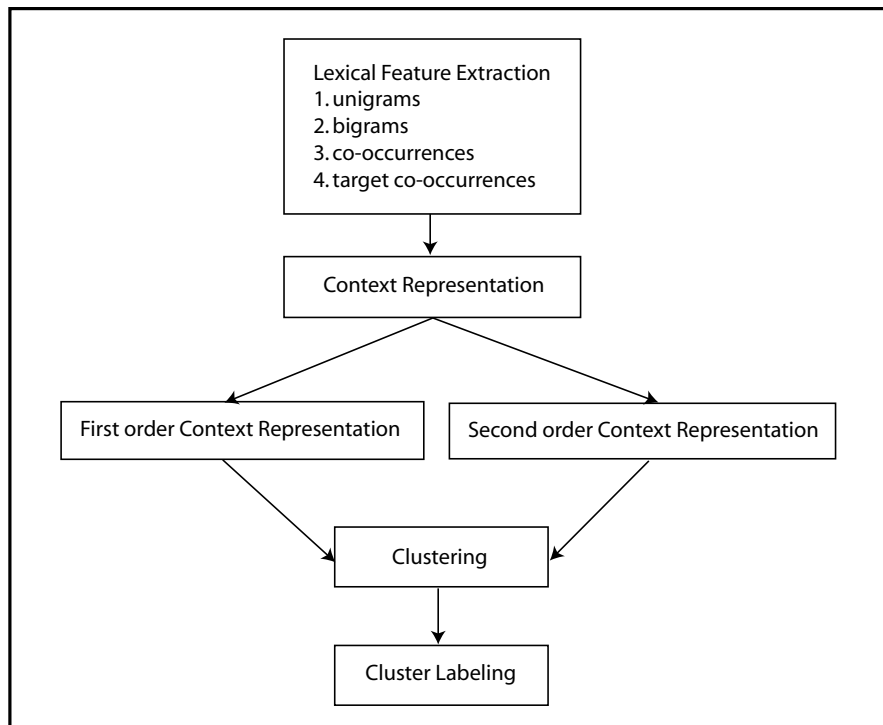 Lexical Feature Extraction
1. unigrams
2. bigrams
3. co-occurrences
4. target co-occurrences
Context Representation
First order Context Representation
Second order Context Representation
Clustering
Cluster Labeling